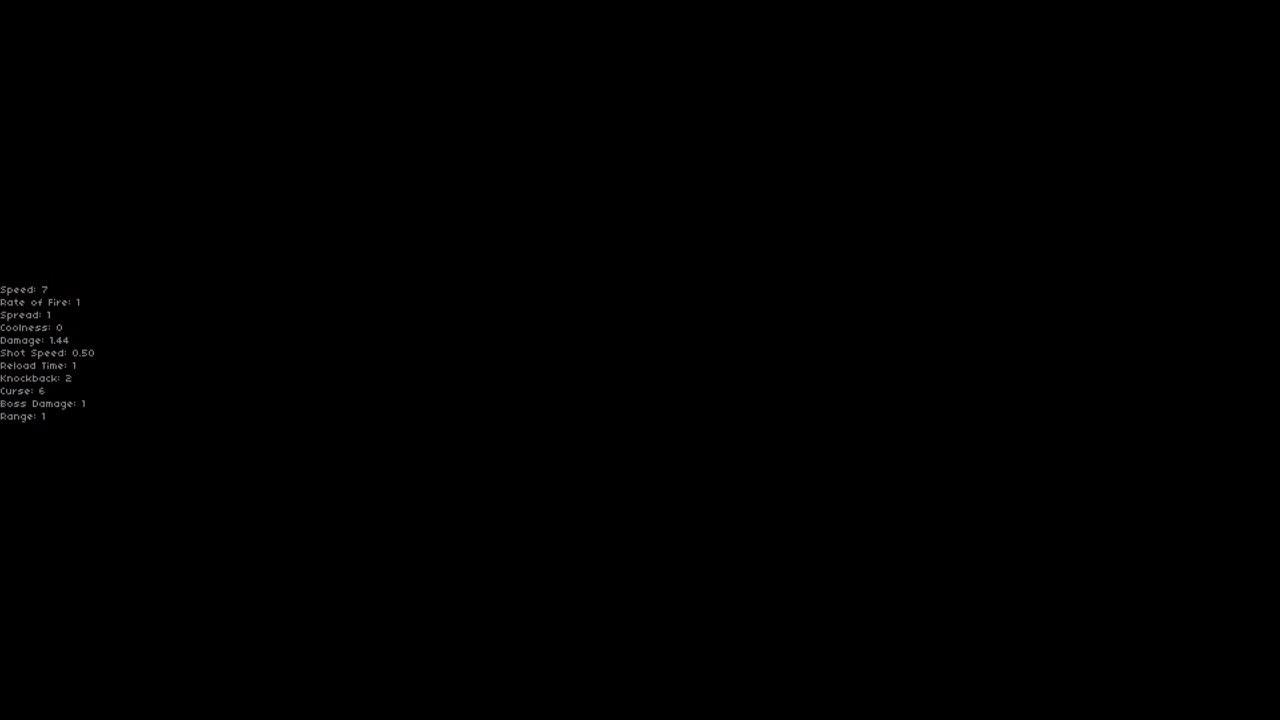 Speed: 7
Rate of Fire: 1
Spread: 1
Coolness: 0
Damage: 1.44
Shot Speed: 0.50
Reload Time: 1
Knockback: 2
Curse: 6
Boss Damage: 1
Range: 1